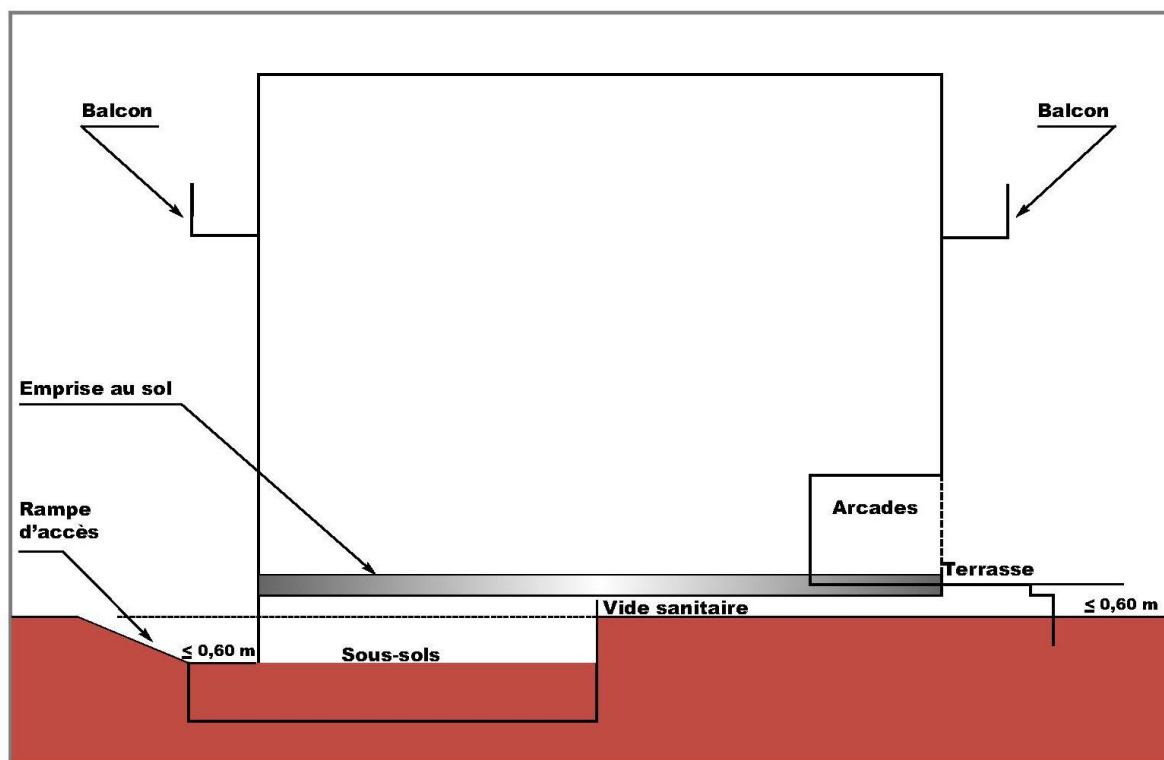 Balcon
Balcon
Emprise au sol
Rampe
d'accès
Arcades
Terrasse
Vide sanitaire
≤ 0,60 m
≤ 0,60 m
Sous-sols